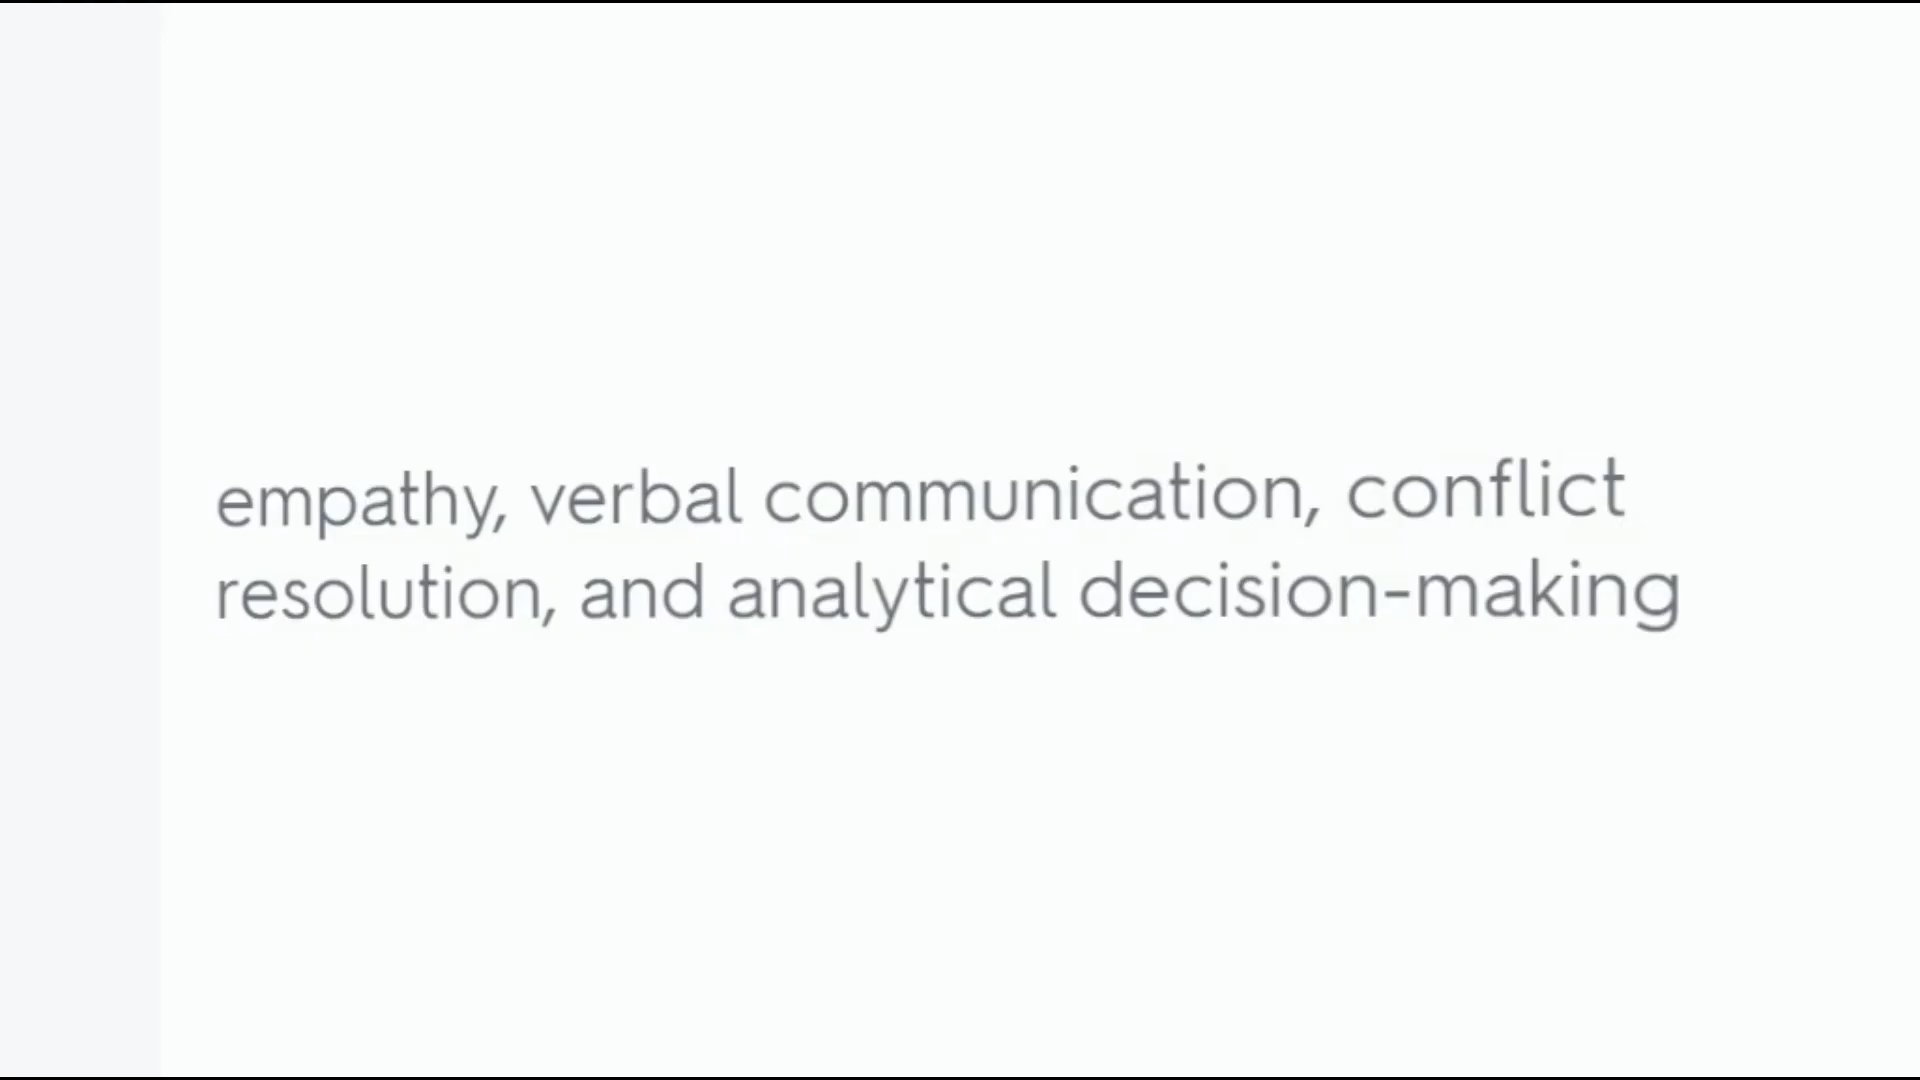 empathy, verbal communication, conflict
resolution, and analytical decision-making